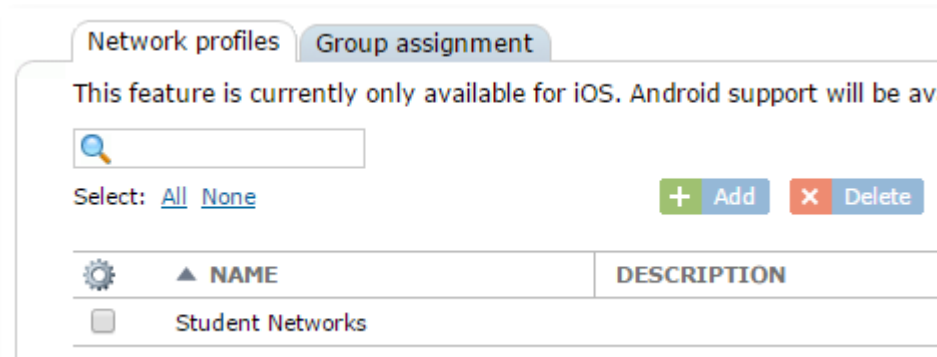 Network profiles Group assignment
This feature is currently only available for iOS. Android support will be av
Select: All None
Add Delete
NAME DESCRIPTION
Student Networks